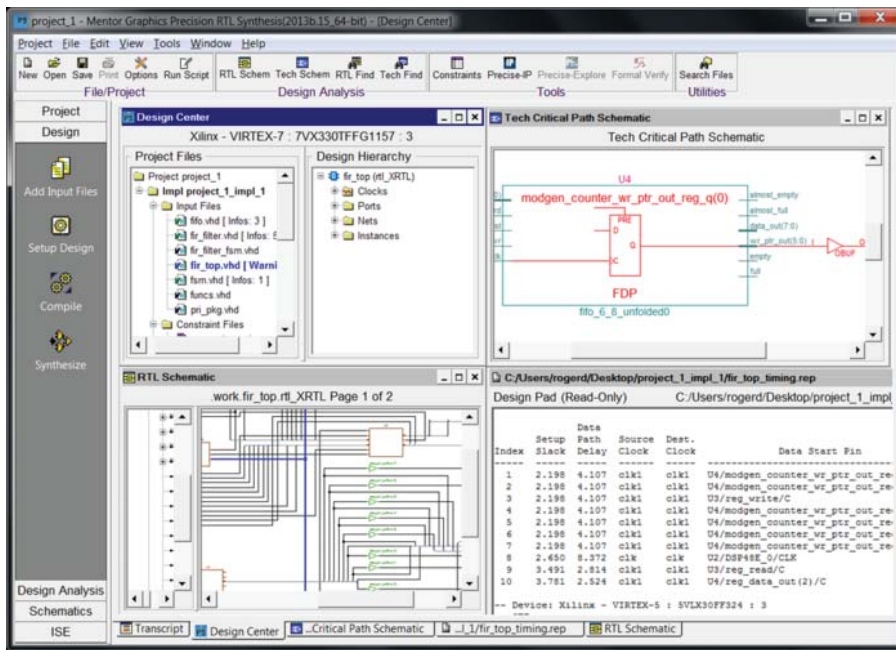 project_1 - Mentor Graphics Precision RTL Synthesis(2013b.15_64-bit) - [Design Center]
Project File Edit View Tools Window Help
New Open Save Print Options Run Script RTL Schem Tech Schem RTL Find Tech Find Constraints Precise-IP Precise-Explore Formal Verify Search Files
File/Project Design Analysis Tools Utilities
Project
Design
Add Input Files
Setup Design
Compile
Synthesize
Design Analysis
Schematics
ISE
Design Center
Xilinx - VIRTEX-7 : 7VX330TFFG1157 : 3
Project Files
Project project_1
Impl project_1_impl_1
Input Files
fifo.vhd [ Infos: 3 ]
fir_filter.vhd [ Infos:
fir_filter_fsm.vhd
fir_top.vhd [ Warni
fsm.vhd [ Infos: 1 ]
funcs.vhd
pri_pkg.vhd
Constraint Files
Design Hierarchy
fir_top (rtl_XRTL)
Clocks
Ports
Nets
Instances
Tech Critical Path Schematic
Tech Critical Path Schematic
U4
modgen_counter_wr_ptr_out_reg_q(0)
PRE
D
Q
C
FDP
almost_empty
almost_full
data_out(7:0)
wr_ptr_out(5:0)
empty
full
OBUF
fifo_6_8_unfolded0
RTL Schematic
.work.fir_top.rtl_XRTL Page 1 of 2
C:/Users/rogerd/Desktop/project_1_impl_1/fir_top_timing.rep
Design Pad (Read-Only) C:/Users/rogerd/Desktop/project_1_impl
Data
Setup Path Source Dest.
Index Slack Delay Clock Clock Data Start Pin
1 2.198 4.107 clk1 clk1 U4/modgen_counter_wr_ptr_out_re
2 2.198 4.107 clk1 clk1 U4/modgen_counter_wr_ptr_out_re
3 2.198 4.107 clk1 clk1 U3/reg_write/C
4 2.198 4.107 clk1 clk1 U4/modgen_counter_wr_ptr_out_re
5 2.198 4.107 clk1 clk1 U4/modgen_counter_wr_ptr_out_re
6 2.198 4.107 clk1 clk1 U4/modgen_counter_wr_ptr_out_re
7 2.198 4.107 clk1 clk1 U4/modgen_counter_wr_ptr_out_re
8 2.650 8.372 clk1 clk1 U2/DSP48E_0/CLK
9 3.491 2.814 clk1 clk1 U3/reg_read/C
10 3.781 2.524 clk1 clk1 U4/reg_data_out(2)/C
-- Device: Xilinx - VIRTEX-5 : 5VLX30FF324 : 3
Transcript Design Center ...Critical Path Schematic ...l_1/fir_top_timing.rep RTL Schematic